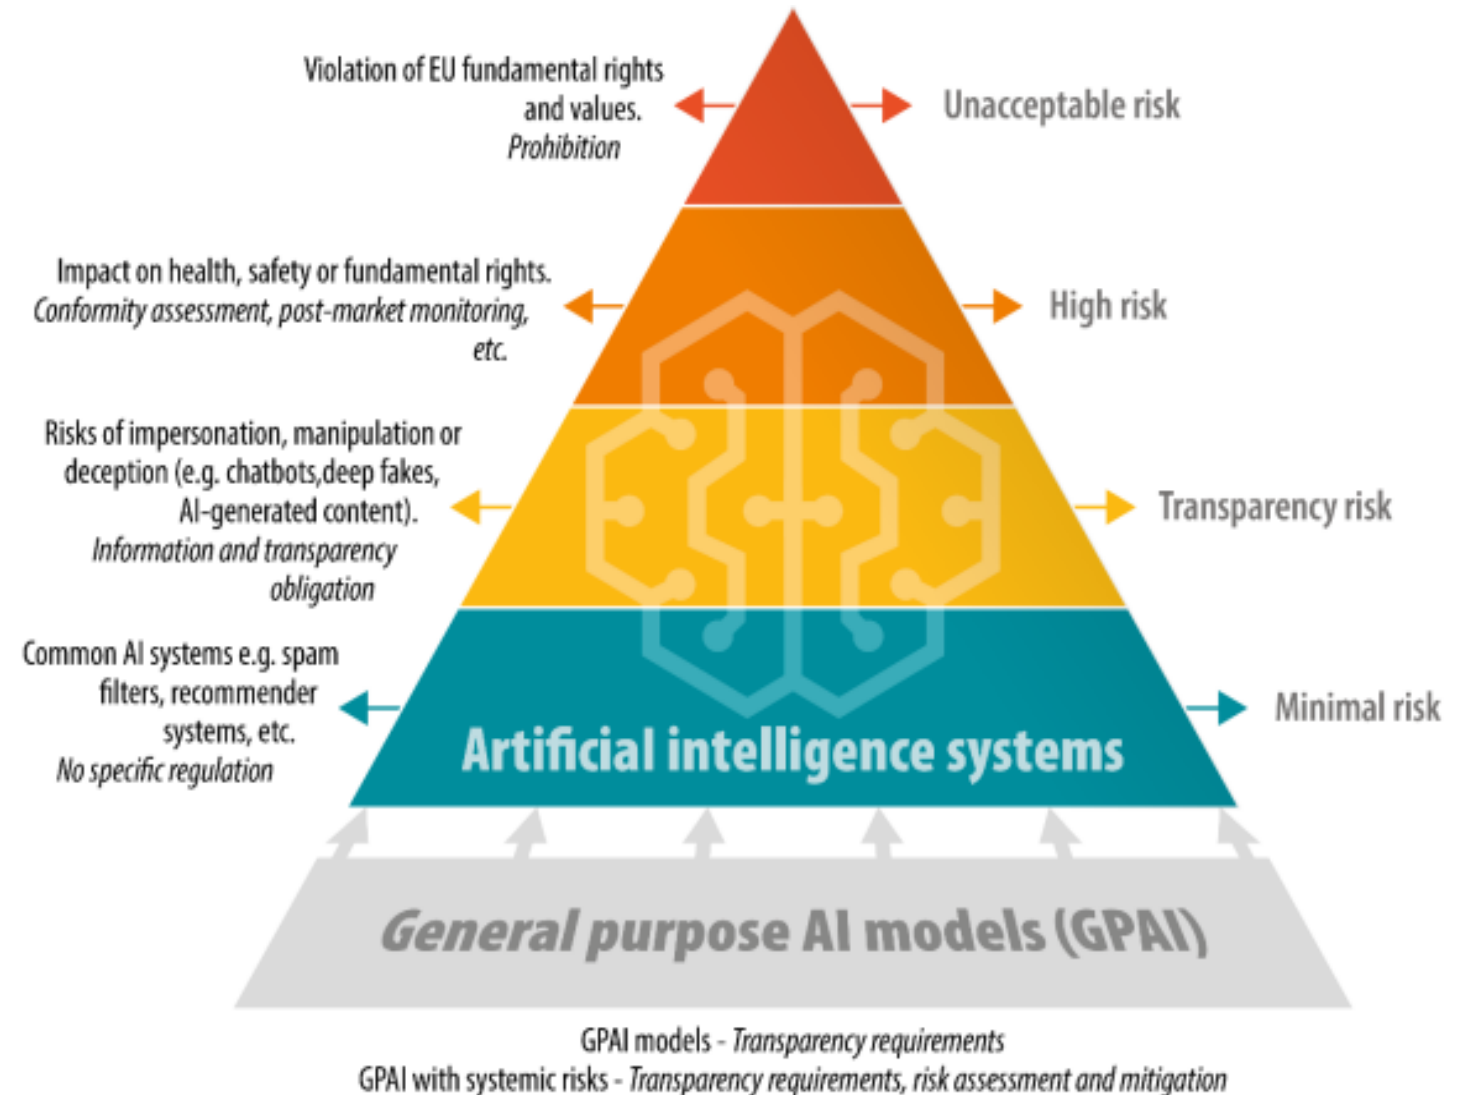 Violation of EU fundamental rights
and values.
Prohibition
Unacceptable risk
Impact on health, safety or fundamental rights.
Conformity assessment, post-market monitoring,
etc.
High risk
Risks of impersonation, manipulation or
deception (e.g. chatbots,deep fakes,
AI-generated content).
Information and transparency
obligation
Transparency risk
Common AI systems e.g. spam
filters, recommender
systems, etc.
No specific regulation
Minimal risk
Artificial intelligence systems
General purpose AI models (GPAI)
GPAI models - Transparency requirements
GPAI with systemic risks - Transparency requirements, risk assessment and mitigation